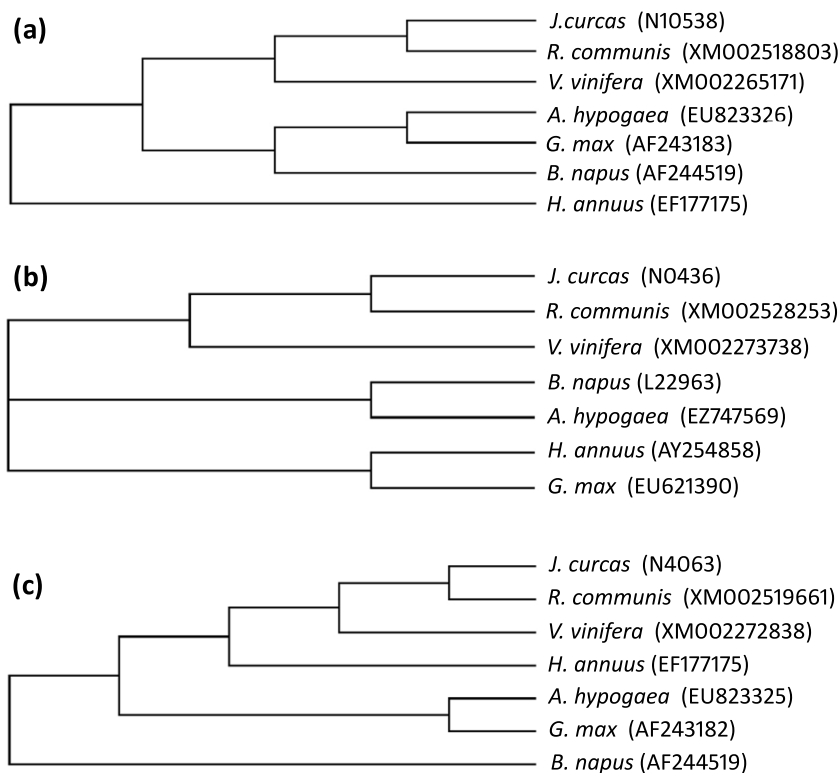 (a)
J.curcas (N10538)
R. communis (XM002518803)
V. vinifera (XM002265171)
A. hypogaea (EU823326)
G. max (AF243183)
B. napus (AF244519)
H. annuus (EF177175)
(b)
J. curcas (N0436)
R. communis (XM002528253)
V. vinifera (XM002273738)
B. napus (L22963)
A. hypogaea (EZ747569)
H. annuus (AY254858)
G. max (EU621390)
(c)
J. curcas (N4063)
R. communis (XM002519661)
V. vinifera (XM002272838)
H. annuus (EF177175)
A. hypogaea (EU823325)
G. max (AF243182)
B. napus (AF244519)